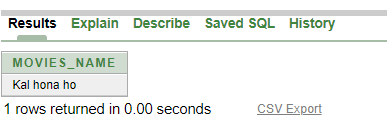 Results Explain Describe Saved SQL History
MOVIES_NAME
Kal hona ho
1 rows returned in 0.00 seconds CSV Export